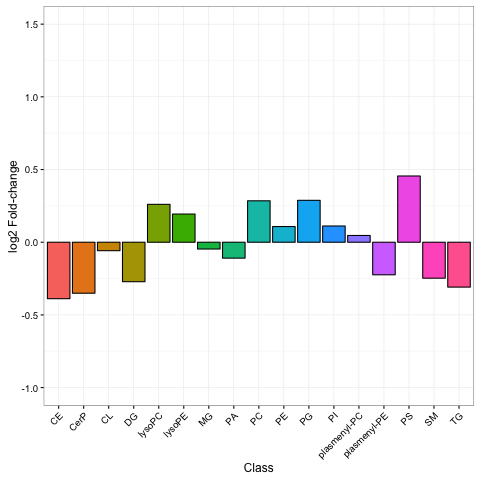 1.5
1.0
0.5
0.0
-0.5
-1.0
log2 Fold-change
CE
CerP
CL
DG
lysoPC
lysoPE
MG
PA
PC
PE
PG
PI
plasmenyl-PC
plasmenyl-PE
PS
SM
TG
Class